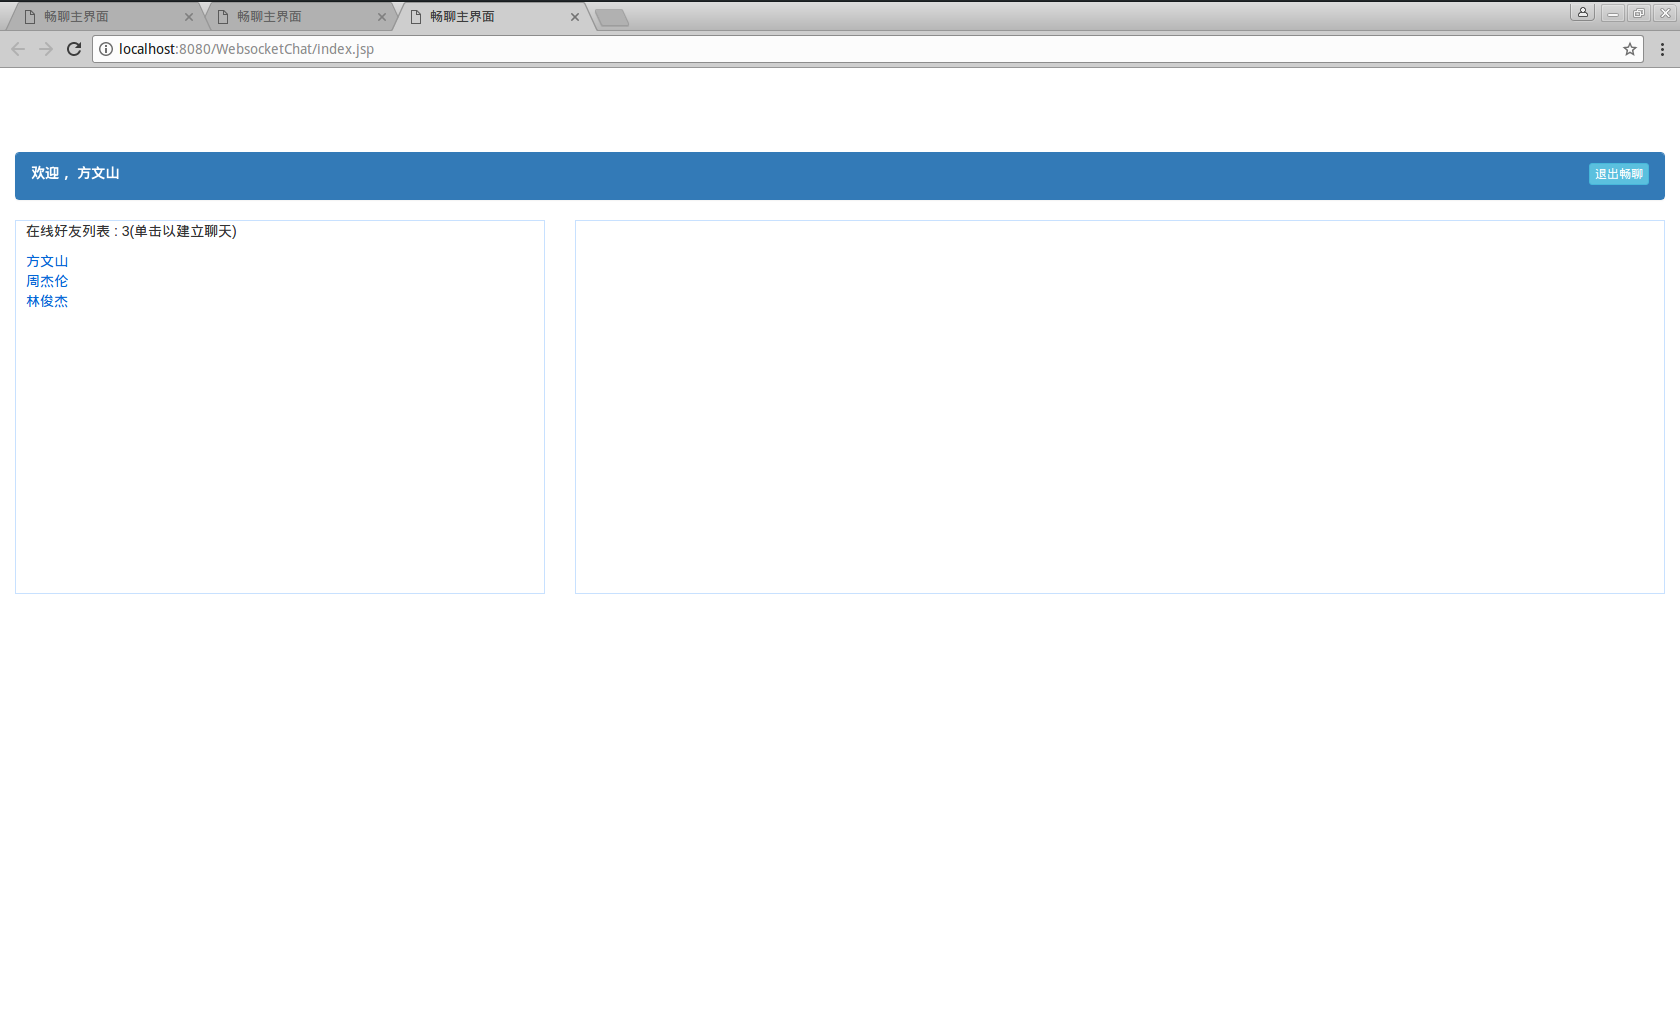 畅聊主界面
畅聊主界面
畅聊主界面
localhost:8080/WebsocketChat/index.jsp
欢迎，方文山
退出畅聊
在线好友列表 : 3(单击以建立聊天)
方文山
周杰伦
林俊杰